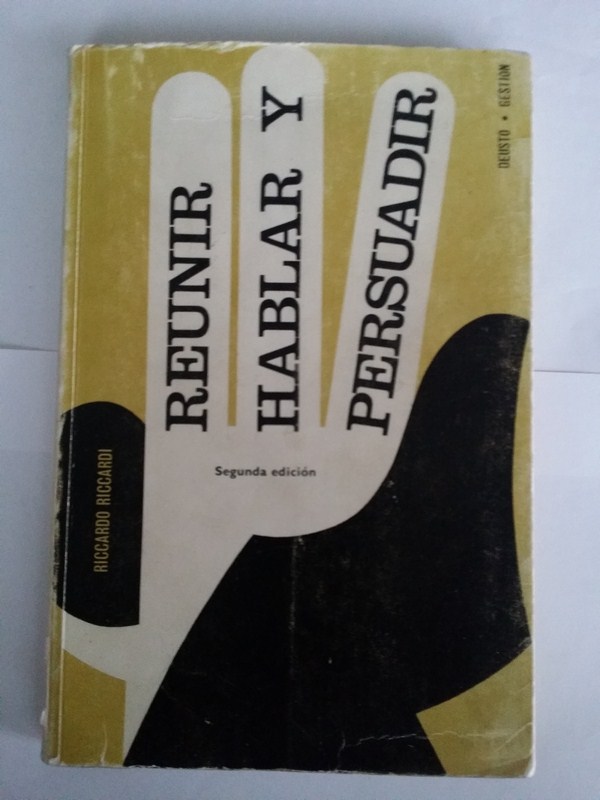 REUNIR
HABLAR Y
PERSUADIR
Segunda edición
RICCARDO RICCARDI
DEUSTO • GESTION